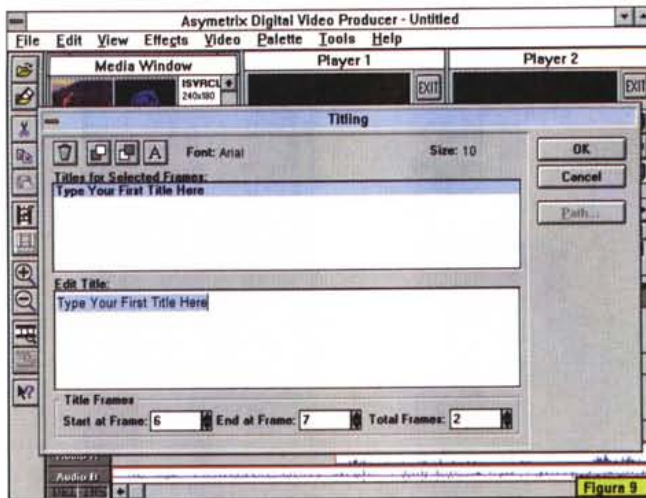 Asymetrix Digital Video Producer - Untitled
File Edit View Effects Video Palette Tools Help
Media Window
Player 1
Player 2
ISVRCL
240x180
EXIT
EXIT
Titling
A
Font: Arial
Size: 10
OK
Cancel
Path...
Titles for Selected Frames:
Type Your First Title Here
Edit Title:
Type Your First Title Here
Title Frames
Start at Frame: 6 End at Frame: 7 Total Frames: 2
Figure 9